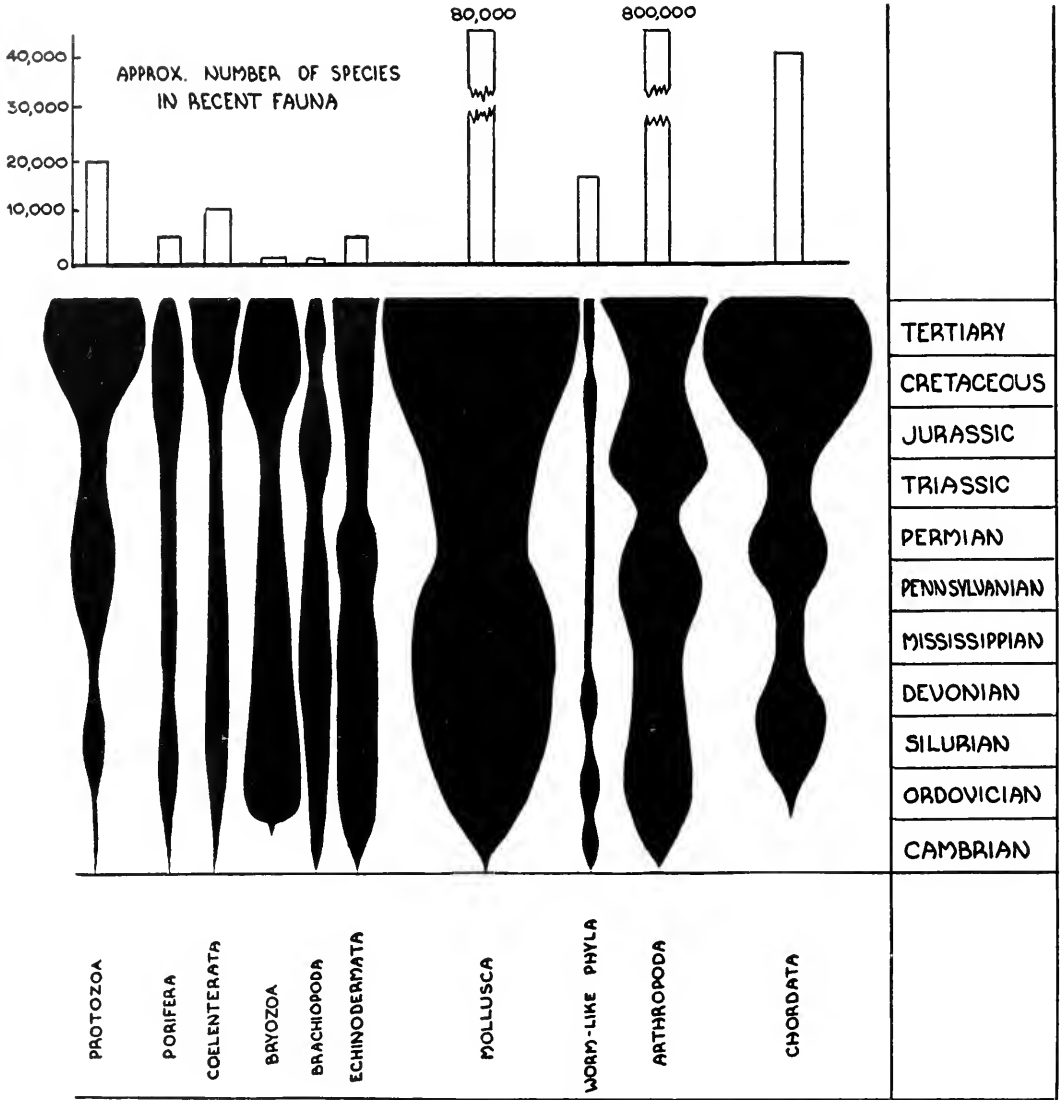 80,000
800,000
40,000
30,000
20,000
10,000
0
APPROX. NUMBER OF SPECIES
IN RECENT FAUNA
TERTIARY
CRETACEOUS
JURASSIC
TRIASSIC
PERMIAN
PENNSYLVANIAN
MISSISSIPPIAN
DEVONIAN
SILURIAN
ORDOVICIAN
CAMBRIAN
PROTOZOA
PORIFERA
COELENTERATA
BRYOZOA
BRACHIOPODA
ECHINODERMATA
MOLLUSCA
WORM-LIKE PHYLA
ARTHROPODA
CHORDATA